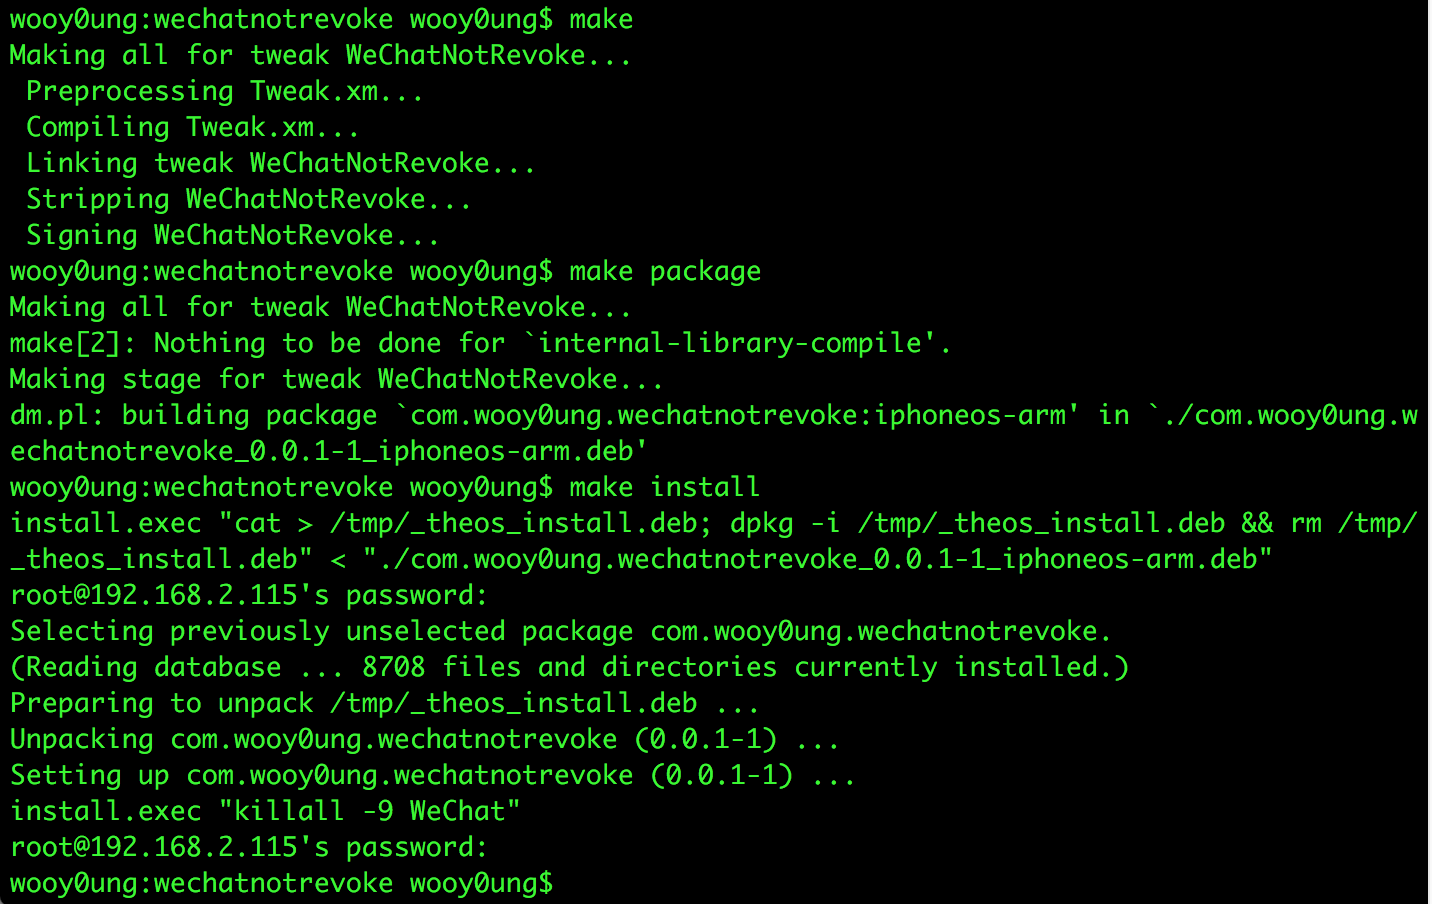 wooy0ung:wechatnotrevoke wooy0ung$ make
Making all for tweak WeChatNotRevoke...
 Preprocessing Tweak.xm...
 Compiling Tweak.xm...
 Linking tweak WeChatNotRevoke...
 Stripping WeChatNotRevoke...
 Signing WeChatNotRevoke...
wooy0ung:wechatnotrevoke wooy0ung$ make package
Making all for tweak WeChatNotRevoke...
make[2]: Nothing to be done for `internal-library-compile'.
Making stage for tweak WeChatNotRevoke...
dm.pl: building package `com.wooy0ung.wechatnotrevoke:iphoneos-arm' in `./com.wooy0ung.w
echatnotrevoke_0.0.1-1_iphoneos-arm.deb'
wooy0ung:wechatnotrevoke wooy0ung$ make install
install.exec "cat > /tmp/_theos_install.deb; dpkg -i /tmp/_theos_install.deb && rm /tmp/
_theos_install.deb" < "./com.wooy0ung.wechatnotrevoke_0.0.1-1_iphoneos-arm.deb"
root@192.168.2.115's password:
Selecting previously unselected package com.wooy0ung.wechatnotrevoke.
(Reading database ... 8708 files and directories currently installed.)
Preparing to unpack /tmp/_theos_install.deb ...
Unpacking com.wooy0ung.wechatnotrevoke (0.0.1-1) ...
Setting up com.wooy0ung.wechatnotrevoke (0.0.1-1) ...
install.exec "killall -9 WeChat"
root@192.168.2.115's password:
wooy0ung:wechatnotrevoke wooy0ung$